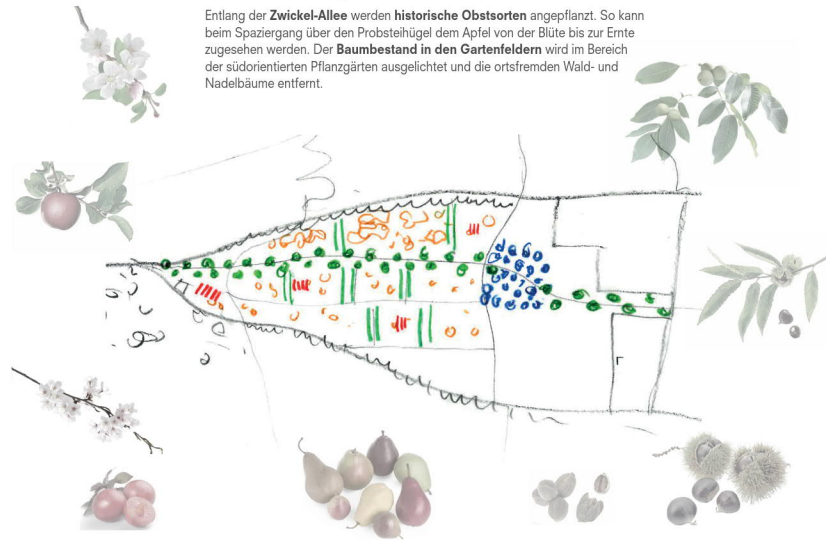 Entlang der Zwickel-Allee werden historische Obstsorten angepflanzt. So kann
beim Spaziergang über den Probsteihügel dem Apfel von der Blüte bis zur Ernte
zugesehen werden. Der Baumbestand in den Gartenfeldern wird im Bereich
der südorientierten Pflanzgärten ausgelichtet und die ortsfremden Wald- und
Nadelbäume entfernt.